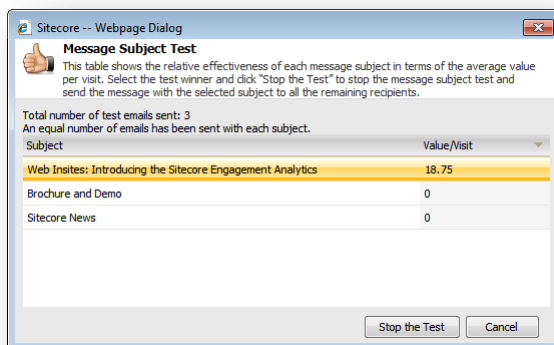 Sitecore -- Webpage Dialog
Message Subject Test
This table shows the relative effectiveness of each message subject in terms of the average value
per visit. Select the test winner and click "Stop the Test" to stop the message subject test and
send the message with the selected subject to all the remaining recipients.
Total number of test emails sent: 3
An equal number of emails has been sent with each subject.
Subject Value/Visit
Web Insites: Introducing the Sitecore Engagement Analytics 18.75
Brochure and Demo 0
Sitecore News 0
Stop the Test Cancel